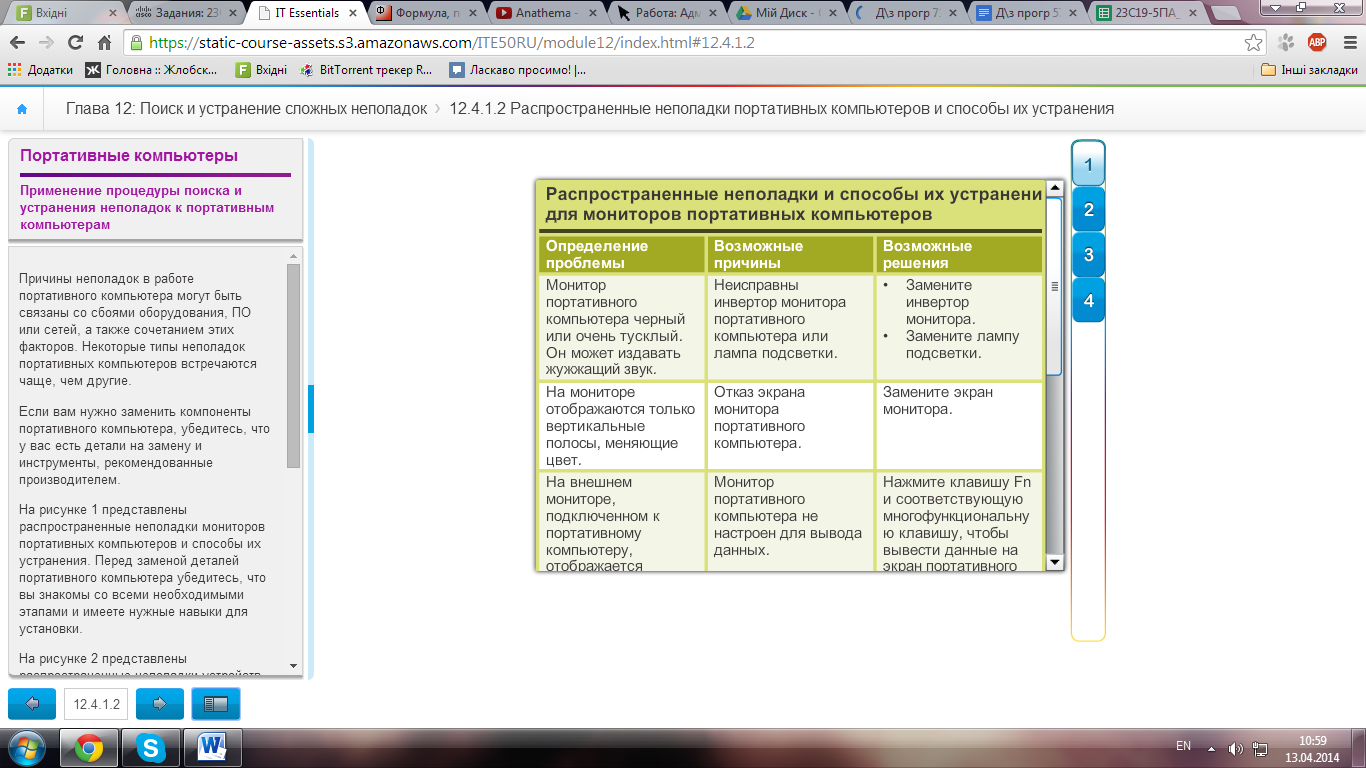 Вхідні
Задания: 23С
IT Essentials
Формула, п
Anathema -
Работа: Адм
Мій Диск - G
Д\з прогр 7
Д\з прогр 5
23С19-5ПА_
https://static-course-assets.s3.amazonaws.com/ITE50RU/module12/index.html#12.4.1.2
ABP
Додатки
Головна :: Жлобск...
Вхідні
BitTorrent трекер R...
Ласкаво просимо! |...
Інші закладки
Глава 12: Поиск и устранение сложных неполадок
12.4.1.2 Распространенные неполадки портативных компьютеров и способы их устранения
Портативные компьютеры
Применение процедуры поиска и
устранения неполадок к портативным
компьютерам
Причины неполадок в работе
портативного компьютера могут быть
связаны со сбоями оборудования, ПО
или сетей, а также сочетанием этих
факторов. Некоторые типы неполадок
портативных компьютеров встречаются
чаще, чем другие.
Если вам нужно заменить компоненты
портативного компьютера, убедитесь, что
у вас есть детали на замену и
инструменты, рекомендованные
производителем.
На рисунке 1 представлены
распространенные неполадки мониторов
портативных компьютеров и способы их
устранения. Перед заменой деталей
портативного компьютера убедитесь, что
вы знакомы со всеми необходимыми
этапами и имеете нужные навыки для
установки.
На рисунке 2 представлены
распространенные неполадки устройств
12.4.1.2
Распространенные неполадки и способы их устранени
для мониторов портативных компьютеров
Определение
проблемы
Возможные
причины
Возможные
решения
Монитор
портативного
компьютера черный
или очень тусклый.
Он может издавать
жужжащий звук.
Неисправны
инвертор монитора
портативного
компьютера или
лампа подсветки.
• Замените
инвертор
монитора.
• Замените лампу
подсветки.
На мониторе
отображаются только
вертикальные
полосы, меняющие
цвет.
Отказ экрана
монитора
портативного
компьютера.
Замените экран
монитора.
На внешнем
мониторе,
подключенном к
портативному
компьютеру,
отображается
Монитор
портативного
компьютера не
настроен для вывода
данных.
Нажмите клавишу Fn
и соответствующую
многофункциональну
ю клавишу, чтобы
вывести данные на
экран портативного
1
2
3
4
EN
10:59
13.04.2014